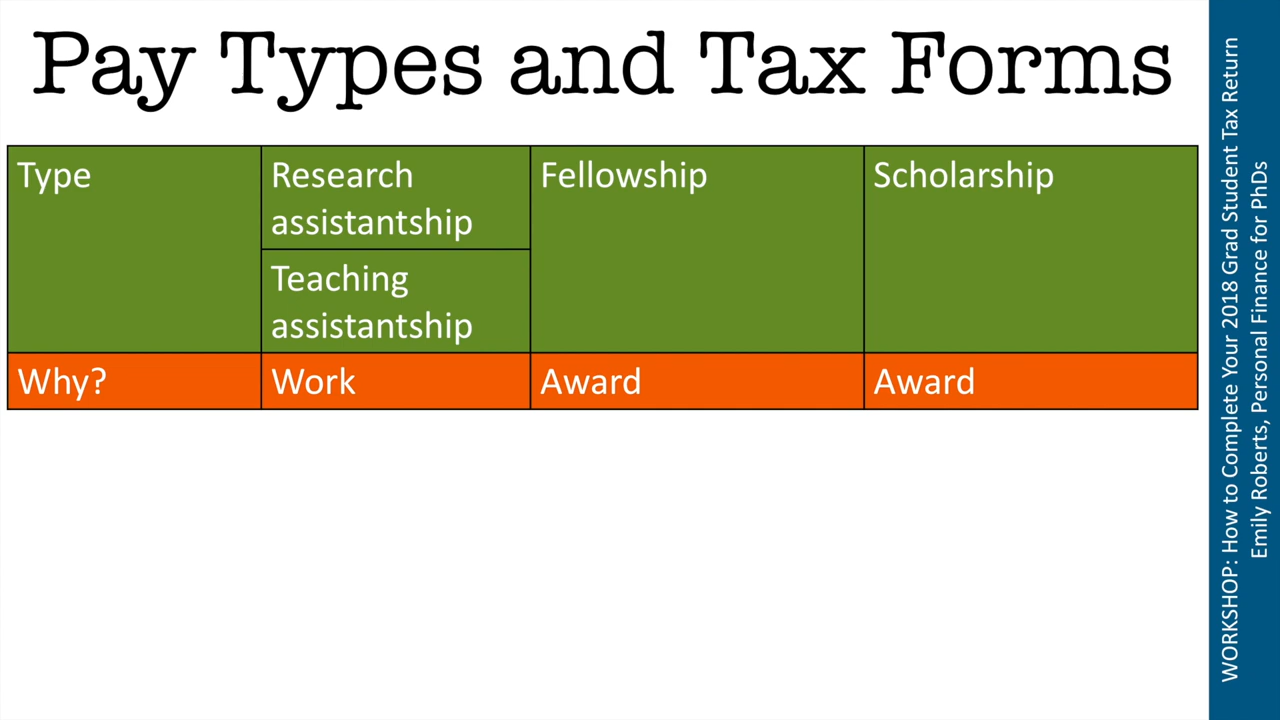 Pay Types and Tax Forms
Type
Research
assistantship
Teaching
assistantship
Fellowship
Scholarship
Why?
Work
Award
Award
WORKSHOP: How to Complete Your 2018 Grad Student Tax Return
Emily Roberts, Personal Finance for PhDs